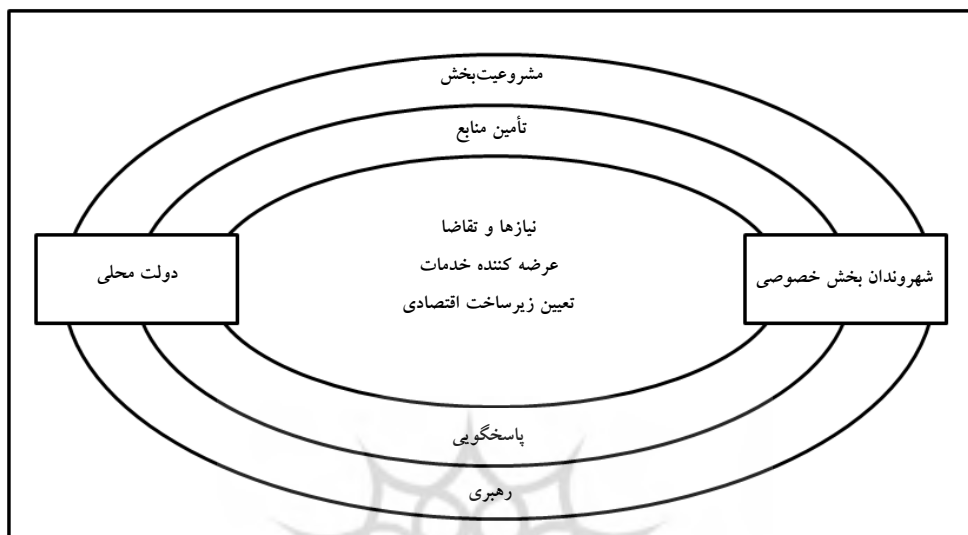 مشروعیت‌بخش
تأمین منابع
نیازها و تقاضا
عرضه کننده خدمات
تعیین زیرساخت اقتصادی
شهروندان بخش خصوصی
دولت محلی
پاسخگویی
رهبری